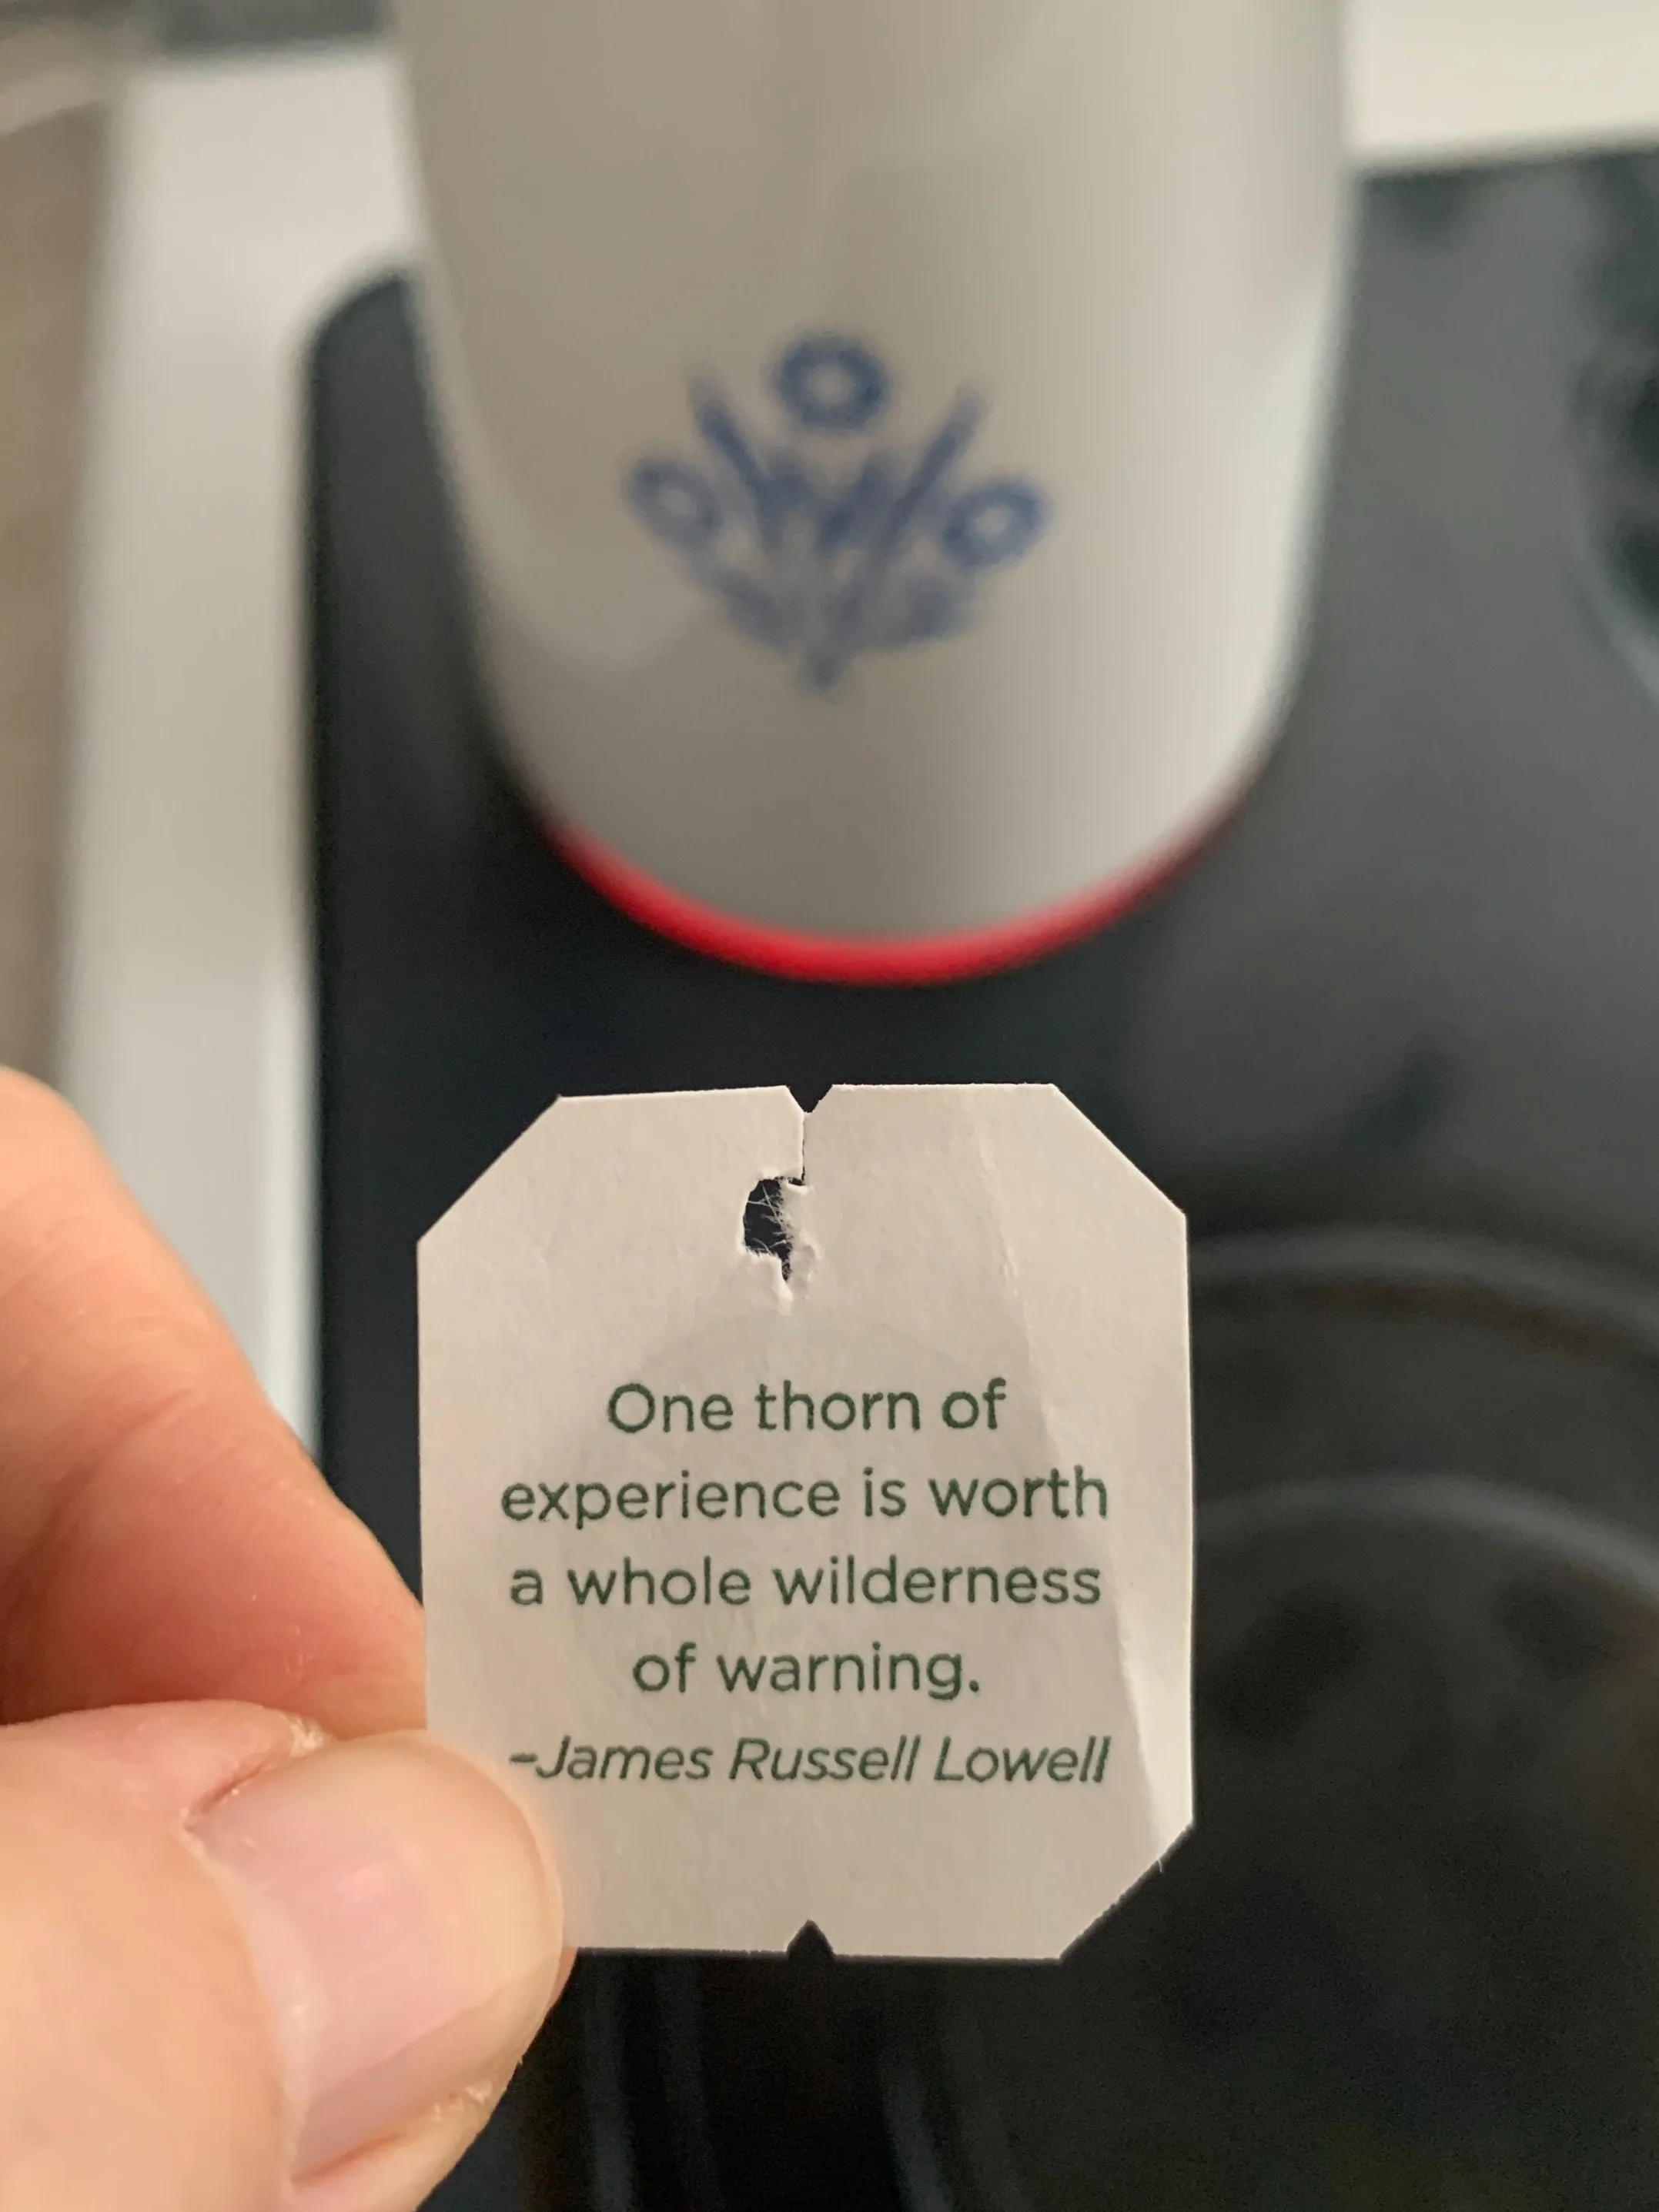 One thorn of
experience is worth
a whole wilderness
of warning.
–James Russell Lowell